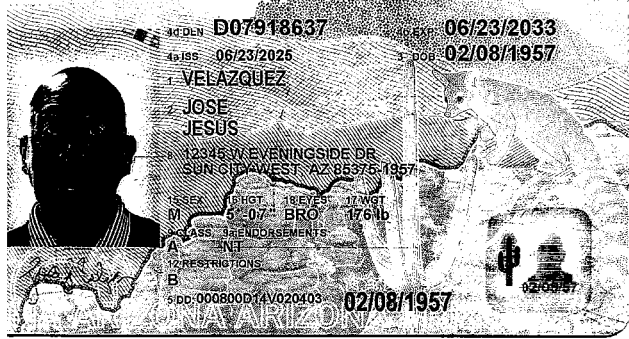 4d DLN D07918637 4b EXP 06/23/2033
4a ISS 06/23/2025 3 DOB 02/08/1957
1 VELAZQUEZ
2 JOSE
JESUS
8 12345 W EVENINGSIDE DR
SUN CITY WEST, AZ 85375-1957
15 SEX 16 HGT 18 EYES 17 WGT
M 5'-07" BRO 176 lb
9 CLASS 9a ENDORSEMENTS
A NT
12 RESTRICTIONS
B
5 DD 000800D14V020403 02/08/1957
02/08/57
ARIZONA ARIZONA